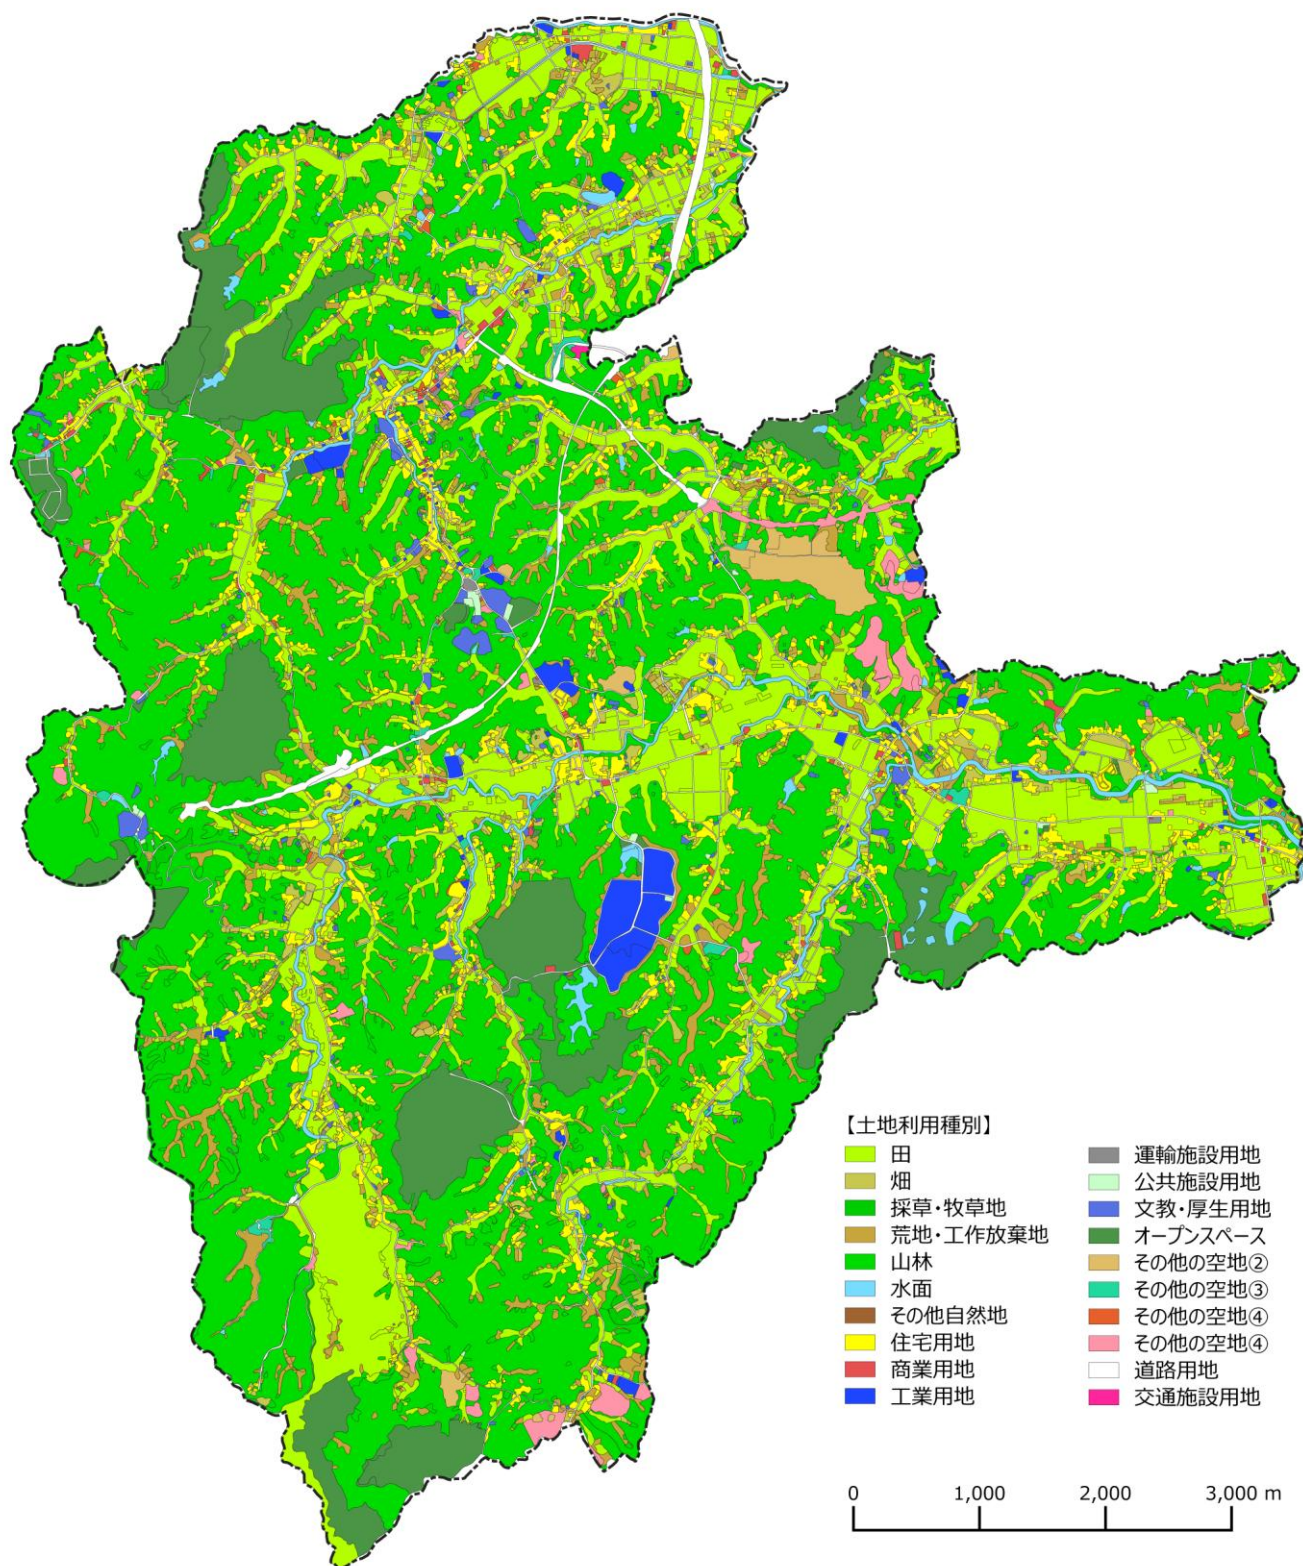 【土地利用種別】
田
畑
採草・牧草地
荒地・工作放棄地
山林
水面
その他自然地
住宅用地
商業用地
工業用地
運輸施設用地
公共施設用地
文教・厚生用地
オープンスペース
その他の空地②
その他の空地③
その他の空地④
その他の空地④
道路用地
交通施設用地
0 1,000 2,000 3,000 m